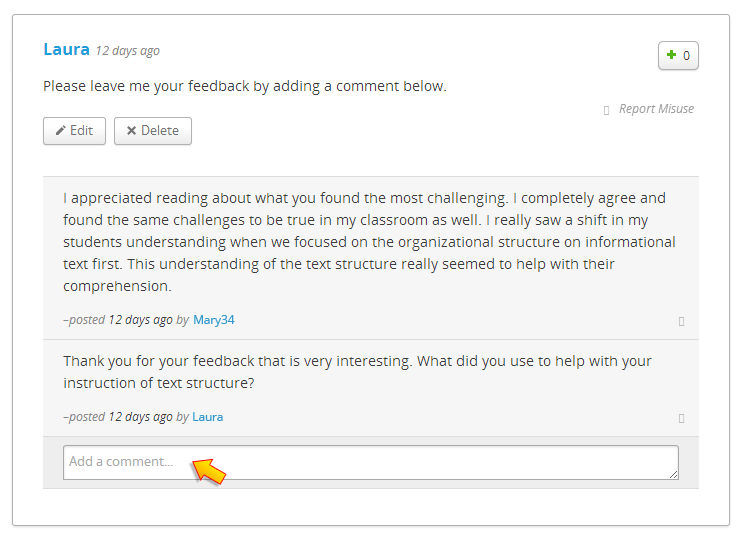 Laura 12 days ago
+ 0
Please leave me your feedback by adding a comment below.
Report Misuse
Edit Delete
I appreciated reading about what you found the most challenging. I completely agree and
found the same challenges to be true in my classroom as well. I really saw a shift in my
students understanding when we focused on the organizational structure on informational
text first. This understanding of the text structure really seemed to help with their
comprehension.
–posted 12 days ago by Mary34
Thank you for your feedback that is very interesting. What did you use to help with your
instruction of text structure?
–posted 12 days ago by Laura
Add a comment...